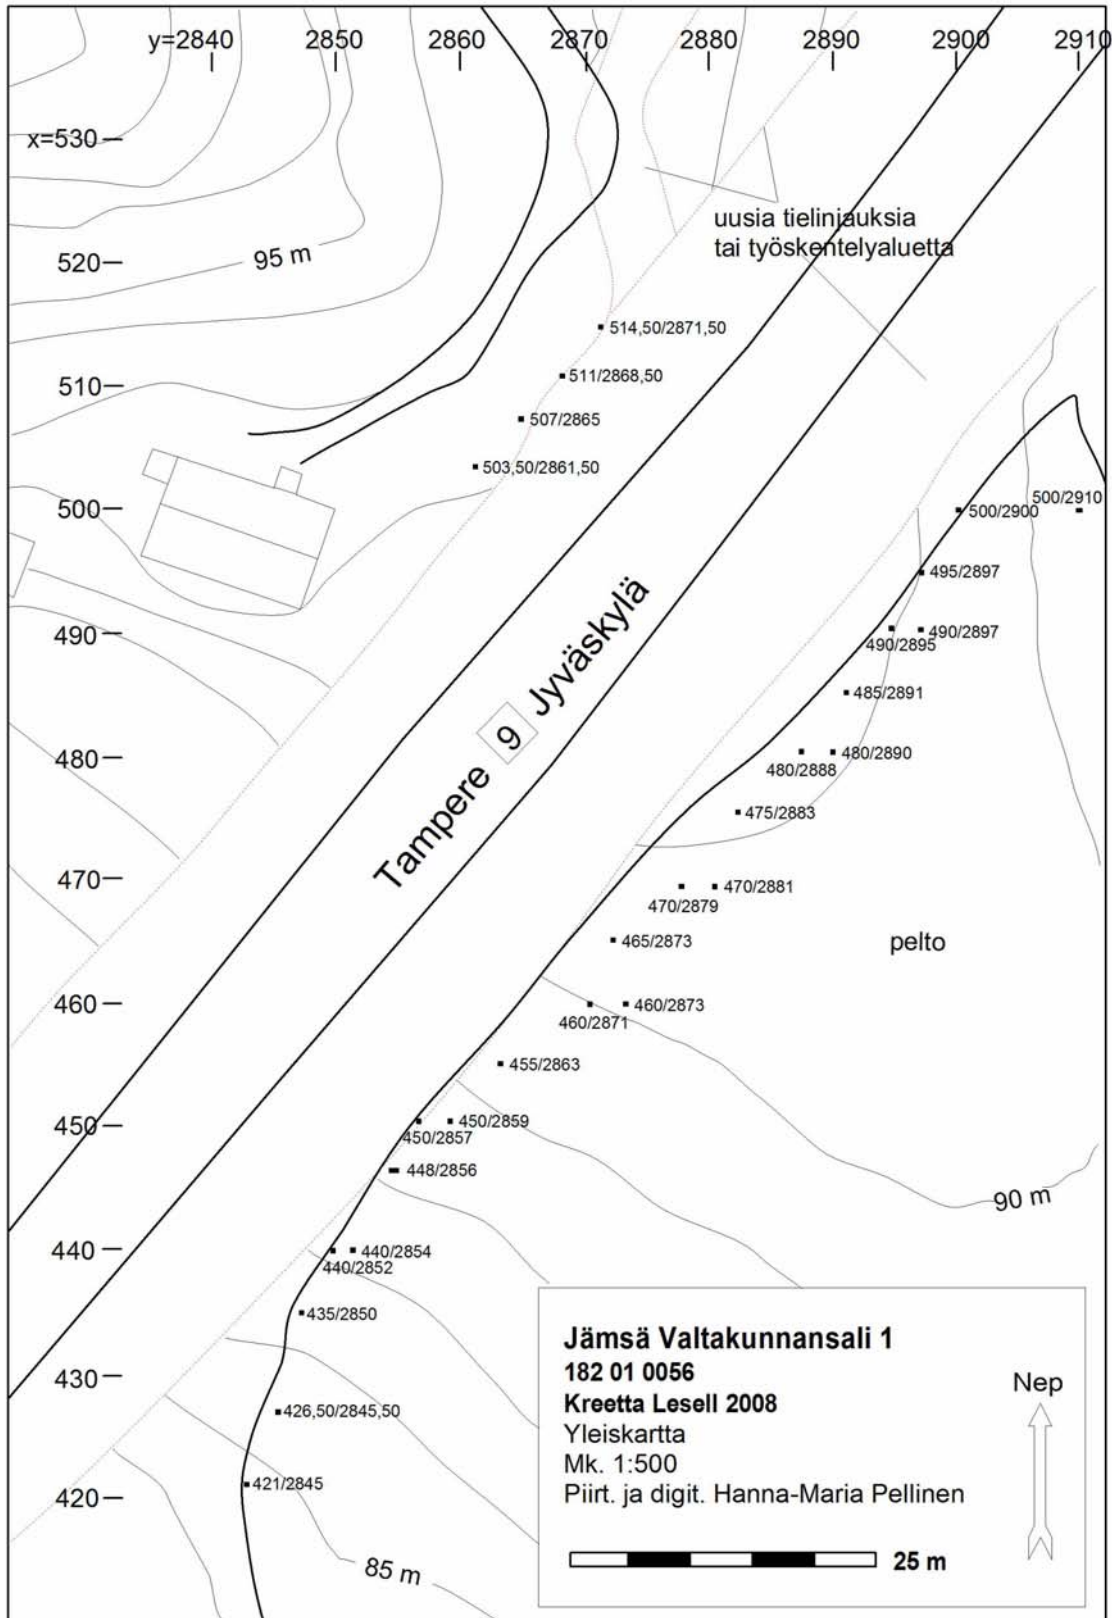 y=2840 2850 2860 2870 2880 2890 2900 2910
x=530
uusia tielinjauksia
tai työskentelyaluetta
95 m
520
514,50/2871,50
511/2868,50
510
507/2865
503,50/2861,50
500/2910
500
500/2900
495/2897
490
490/2897
490/2895
485/2891
480
480/2890
480/2888
Tampere 9 Jyväskylä
475/2883
470
470/2881
470/2879
465/2873
pelto
460
460/2873
460/2871
455/2863
450
450/2859
450/2857
448/2856
90 m
440
440/2854
440/2852
435/2850
430
426,50/2845,50
421/2845
420
85 m
Jämsä Valtakunnansali 1
182 01 0056
Kreetta Lesell 2008
Yleiskartta
Mk. 1:500
Piirt. ja digit. Hanna-Maria Pellinen
Nep
25 m